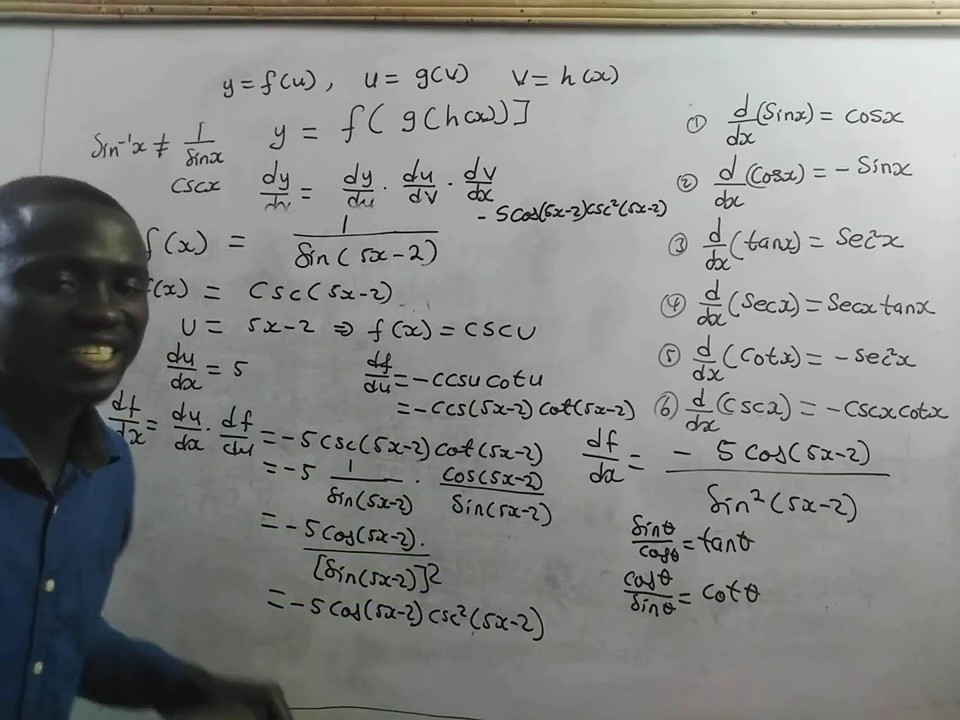 y = f(u), u = g(v) v = h(x)
y = f( g(h(x))]
Sin⁻¹x ≠ 1/sinx
cscx
dy/dx = dy/du · du/dv · dv/dx
- 5cos(5x-2)csc²(5x-2)
f(x) = 1/Sin(5x-2)
f(x) = csc(5x-2)
u = 5x-2 ⇒ f(x) = cscu
du/dx = 5
df/du = -ccsu cotu
= -ccs(5x-2) cot(5x-2)
df/dx = du/dx · df/du = -5csc(5x-2)cot(5x-2)
= -5 1/sin(5x-2) · cos(5x-2)/sin(5x-2)
= -5cos(5x-2)./[sin(5x-2)]²
= -5cos(5x-2) csc²(5x-2)
① d/dx(Sinx) = cosx
② d/dx(Cosx) = - Sinx
③ d/dx(tanx) = Sec²x
④ d/dx(Secx) = Secx tanx
⑤ d/dx(Cotx) = - Sec²x
⑥ d/dx(Cscx) = -cscxcotx
df/dx = - 5 cos(5x-2)/sin²(5x-2)
Sinθ/cosθ = tanθ
cosθ/sinθ = cotθ